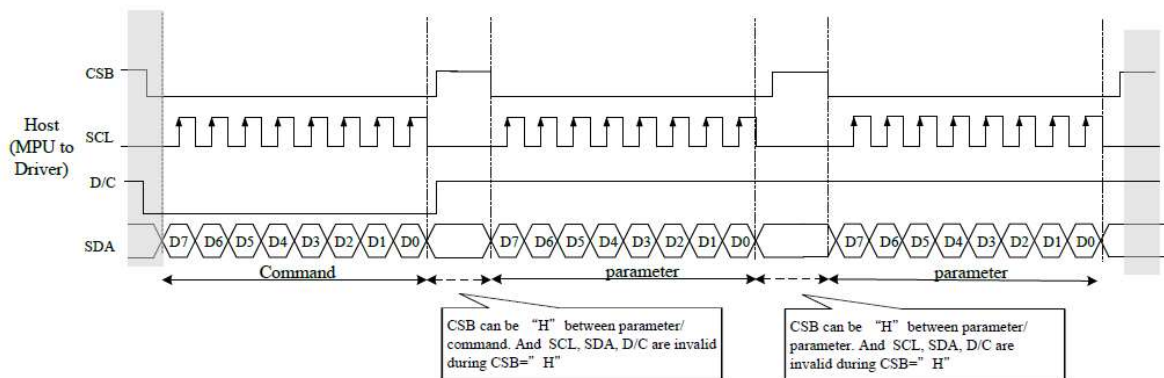 CSB
Host
(MPU to
Driver)
SCL
D/C
SDA
D7 D6 D5 D4 D3 D2 D1 D0 D7 D6 D5 D4 D3 D2 D1 D0 D7 D6 D5 D4 D3 D2 D1 D0
Command parameter parameter
CSB can be “H” between parameter/
command. And SCL, SDA, D/C are invalid
during CSB=”H”
CSB can be “H” between parameter/
parameter. And SCL, SDA, D/C are
invalid during CSB=”H”